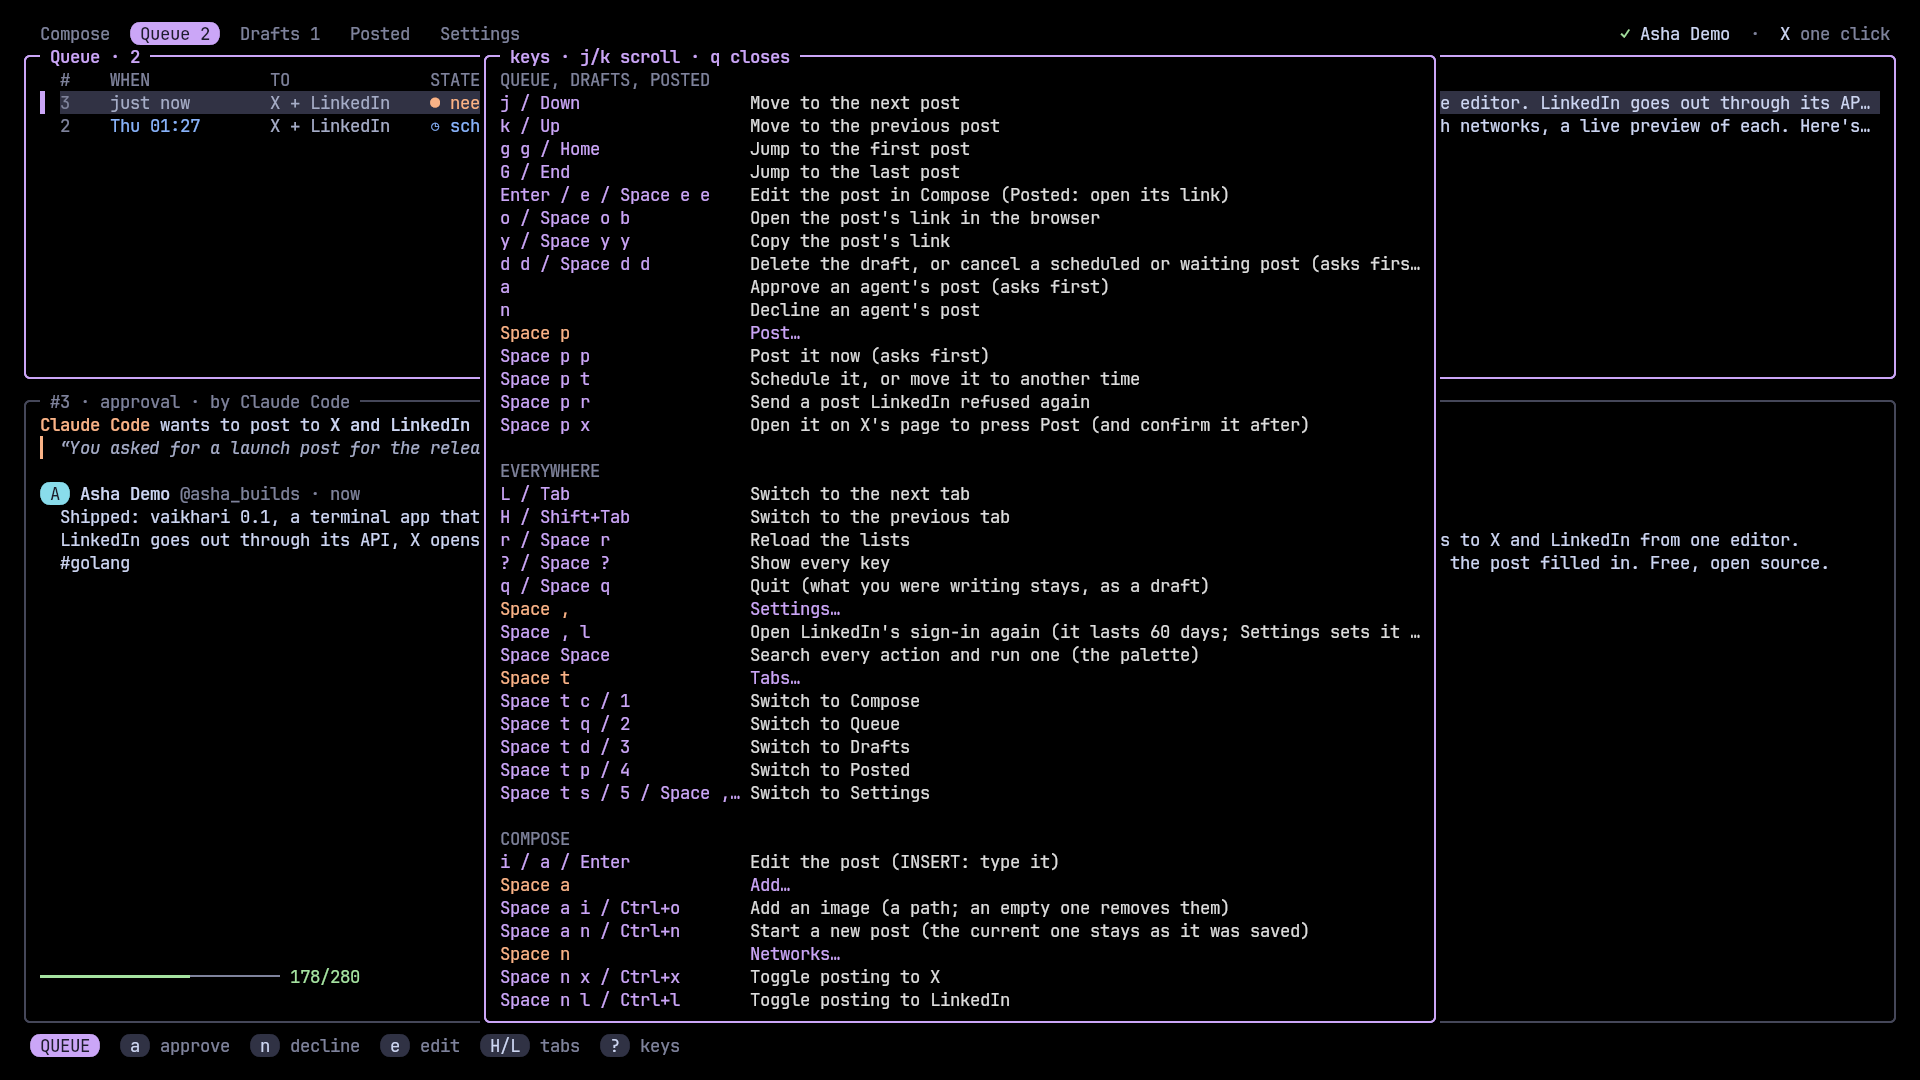 Compose Queue 2 Drafts 1 Posted Settings ✓ Asha Demo · X one click
Queue · 2
# WHEN TO STATE
3 just now X + LinkedIn ● nee
e editor. LinkedIn goes out through its AP…
2 Thu 01:27 X + LinkedIn ◷ sch
h networks, a live preview of each. Here's…
#3 · approval · by Claude Code
Claude Code wants to post to X and LinkedIn
“You asked for a launch post for the relea
A Asha Demo @asha_builds · now
Shipped: vaikhari 0.1, a terminal app that
LinkedIn goes out through its API, X opens
s to X and LinkedIn from one editor.
#golang
the post filled in. Free, open source.
178/280
keys · j/k scroll · q closes
QUEUE, DRAFTS, POSTED
j / Down Move to the next post
k / Up Move to the previous post
g g / Home Jump to the first post
G / End Jump to the last post
Enter / e / Space e e Edit the post in Compose (Posted: open its link)
o / Space o b Open the post's link in the browser
y / Space y y Copy the post's link
d d / Space d d Delete the draft, or cancel a scheduled or waiting post (asks firs…
a Approve an agent's post (asks first)
n Decline an agent's post
Space p Post…
Space p p Post it now (asks first)
Space p t Schedule it, or move it to another time
Space p r Send a post LinkedIn refused again
Space p x Open it on X's page to press Post (and confirm it after)
EVERYWHERE
L / Tab Switch to the next tab
H / Shift+Tab Switch to the previous tab
r / Space r Reload the lists
? / Space ? Show every key
q / Space q Quit (what you were writing stays, as a draft)
Space , Settings…
Space , l Open LinkedIn's sign-in again (it lasts 60 days; Settings sets it …
Space Space Search every action and run one (the palette)
Space t Tabs…
Space t c / 1 Switch to Compose
Space t q / 2 Switch to Queue
Space t d / 3 Switch to Drafts
Space t p / 4 Switch to Posted
Space t s / 5 / Space ,… Switch to Settings
COMPOSE
i / a / Enter Edit the post (INSERT: type it)
Space a Add…
Space a i / Ctrl+o Add an image (a path; an empty one removes them)
Space a n / Ctrl+n Start a new post (the current one stays as it was saved)
Space n Networks…
Space n x / Ctrl+x Toggle posting to X
Space n l / Ctrl+l Toggle posting to LinkedIn
QUEUE a approve n decline e edit H/L tabs ? keys